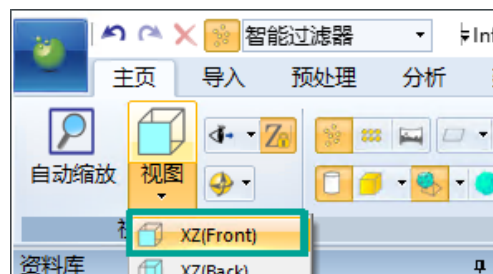 智能过滤器
主页 导入 预处理 分析
自动缩放 视图
XZ(Front)
资料库
XZ(Back)